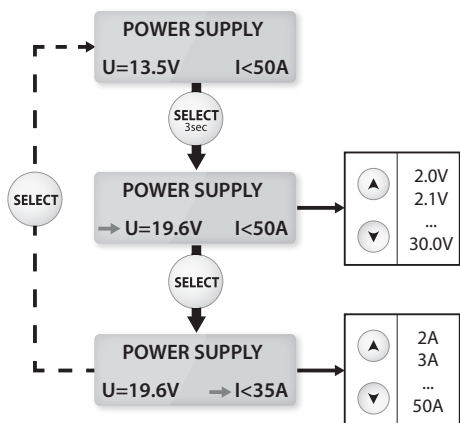 POWER SUPPLY
U=13.5V I<50A
SELECT
3sec
SELECT
POWER SUPPLY
→ U=19.6V I<50A
2.0V
2.1V
...
30.0V
SELECT
POWER SUPPLY
U=19.6V → I<35A
2A
3A
...
50A